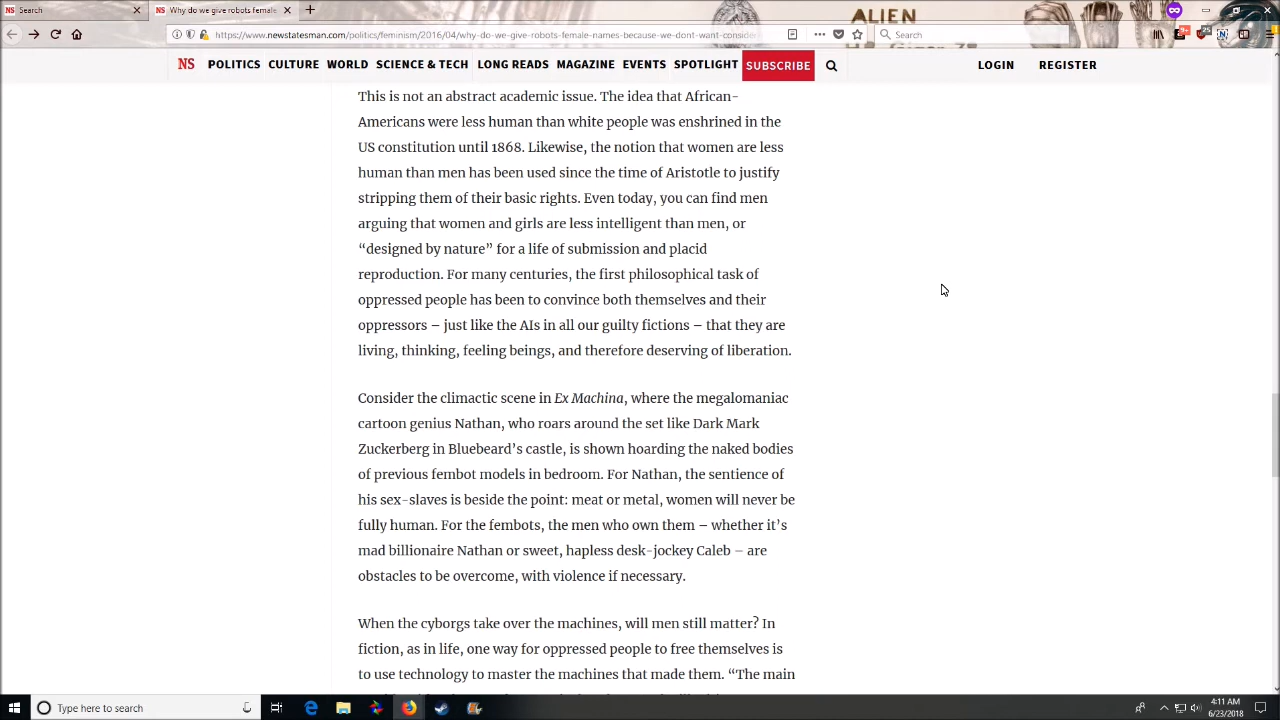 NS Search
Why do we give robots female
ALIEN
https://www.newstatesman.com/politics/feminism/2016/04/why-do-we-give-robots-female-names-because-we-dont-want-consider
Search
NS POLITICS CULTURE WORLD SCIENCE & TECH LONG READS MAGAZINE EVENTS SPOTLIGHT SUBSCRIBE LOGIN REGISTER
This is not an abstract academic issue. The idea that African-
Americans were less human than white people was enshrined in the
US constitution until 1868. Likewise, the notion that women are less
human than men has been used since the time of Aristotle to justify
stripping them of their basic rights. Even today, you can find men
arguing that women and girls are less intelligent than men, or
“designed by nature” for a life of submission and placid
reproduction. For many centuries, the first philosophical task of
oppressed people has been to convince both themselves and their
oppressors – just like the AIs in all our guilty fictions – that they are
living, thinking, feeling beings, and therefore deserving of liberation.
Consider the climactic scene in Ex Machina, where the megalomaniac
cartoon genius Nathan, who roars around the set like Dark Mark
Zuckerberg in Bluebeard’s castle, is shown hoarding the naked bodies
of previous fembot models in bedroom. For Nathan, the sentience of
his sex-slaves is beside the point: meat or metal, women will never be
fully human. For the fembots, the men who own them – whether it’s
mad billionaire Nathan or sweet, hapless desk-jockey Caleb – are
obstacles to be overcome, with violence if necessary.
When the cyborgs take over the machines, will men still matter? In
fiction, as in life, one way for oppressed people to free themselves is
to use technology to master the machines that made them. “The main
Type here to search
4:11 AM
6/23/2018